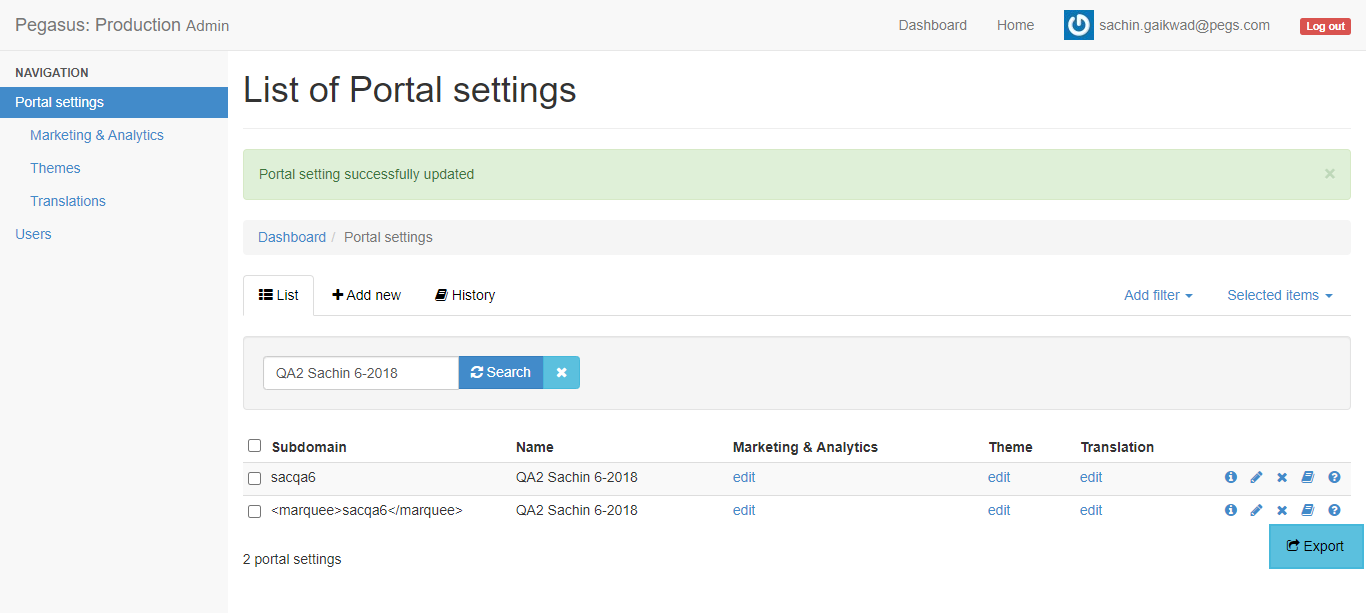 Pegasus: Production Admin
Dashboard Home sachin.gaikwad@pegs.com Log out
NAVIGATION
Portal settings
Marketing & Analytics
Themes
Translations
Users
List of Portal settings
Portal setting successfully updated ×
Dashboard / Portal settings
List Add new History Add filter Selected items
QA2 Sachin 6-2018 Search
Subdomain Name Marketing & Analytics Theme Translation
sacqa6 QA2 Sachin 6-2018 edit edit edit
<marquee>sacqa6</marquee> QA2 Sachin 6-2018 edit edit edit
Export
2 portal settings